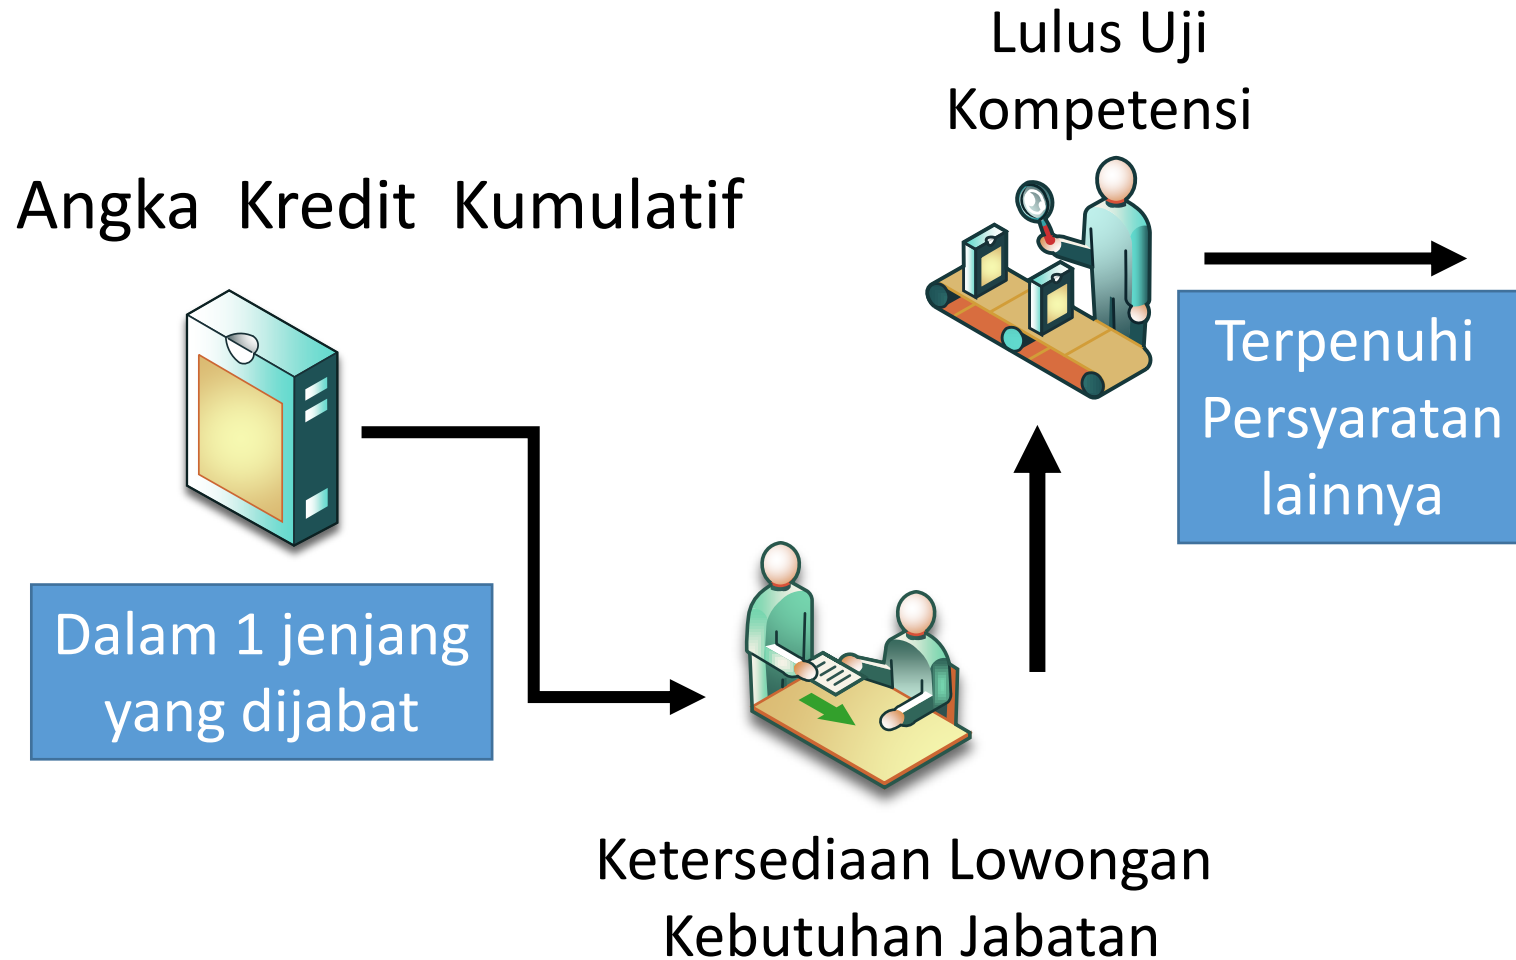 Angka Kredit Kumulatif
Dalam 1 jenjang
yang dijabat
Ketersediaan Lowongan
Kebutuhan Jabatan
Lulus Uji
Kompetensi
Terpenuhi
Persyaratan
lainnya